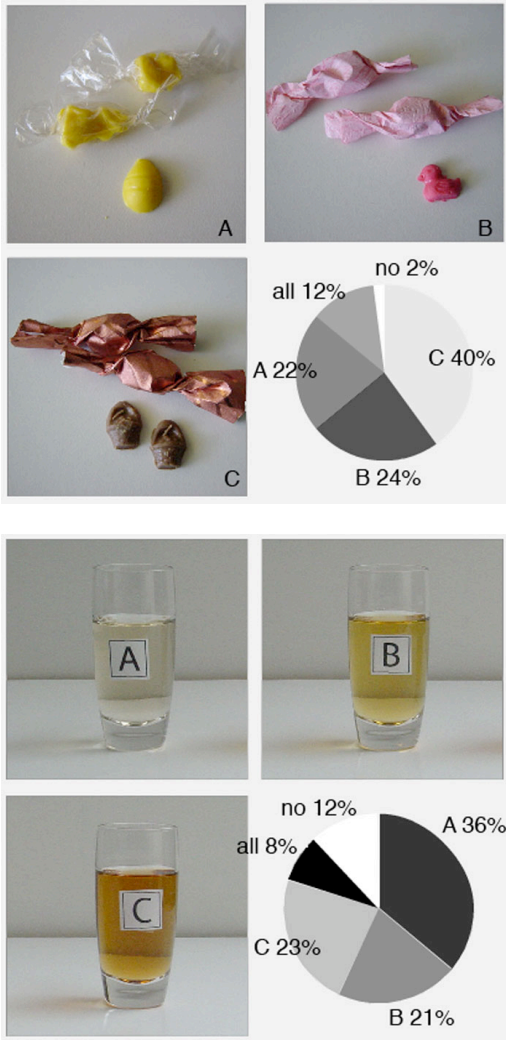 A
B
C
no 2%
all 12%
C 40%
A 22%
B 24%
A
B
C
no 12%
A 36%
all 8%
C 23%
B 21%